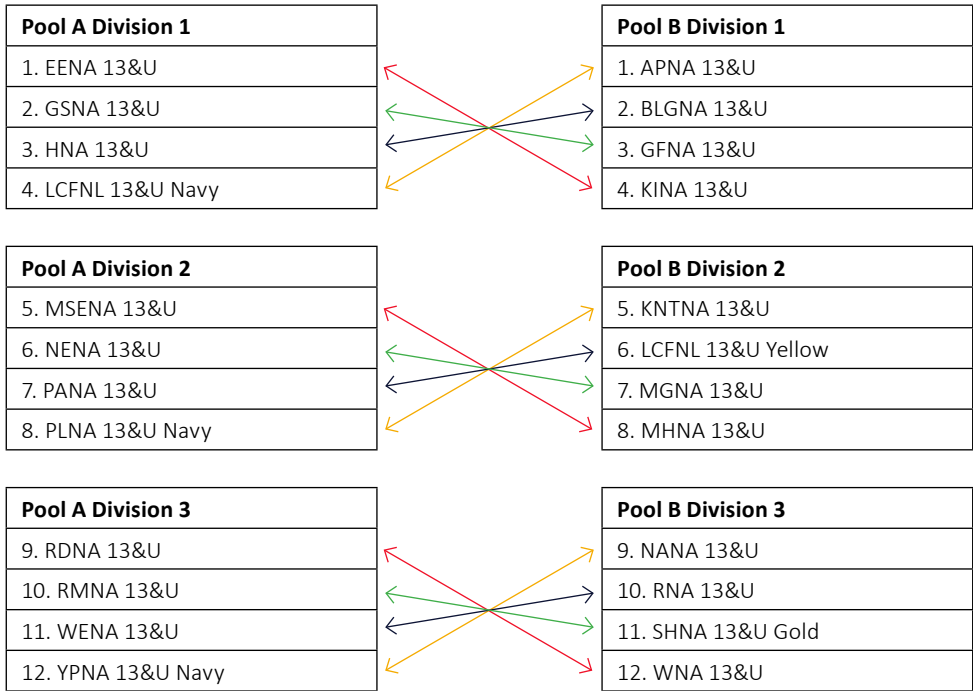 Pool A Division 1
1. EENA 13&U
2. GSNA 13&U
3. HNA 13&U
4. LCFNL 13&U Navy
Pool B Division 1
1. APNA 13&U
2. BLGNA 13&U
3. GFNA 13&U
4. KINA 13&U
Pool A Division 2
5. MSENA 13&U
6. NENA 13&U
7. PANA 13&U
8. PLNA 13&U Navy
Pool B Division 2
5. KNTNA 13&U
6. LCFNL 13&U Yellow
7. MGNA 13&U
8. MHNA 13&U
Pool A Division 3
9. RDNA 13&U
10. RMNA 13&U
11. WENA 13&U
12. YPNA 13&U Navy
Pool B Division 3
9. NANA 13&U
10. RNA 13&U
11. SHNA 13&U Gold
12. WNA 13&U